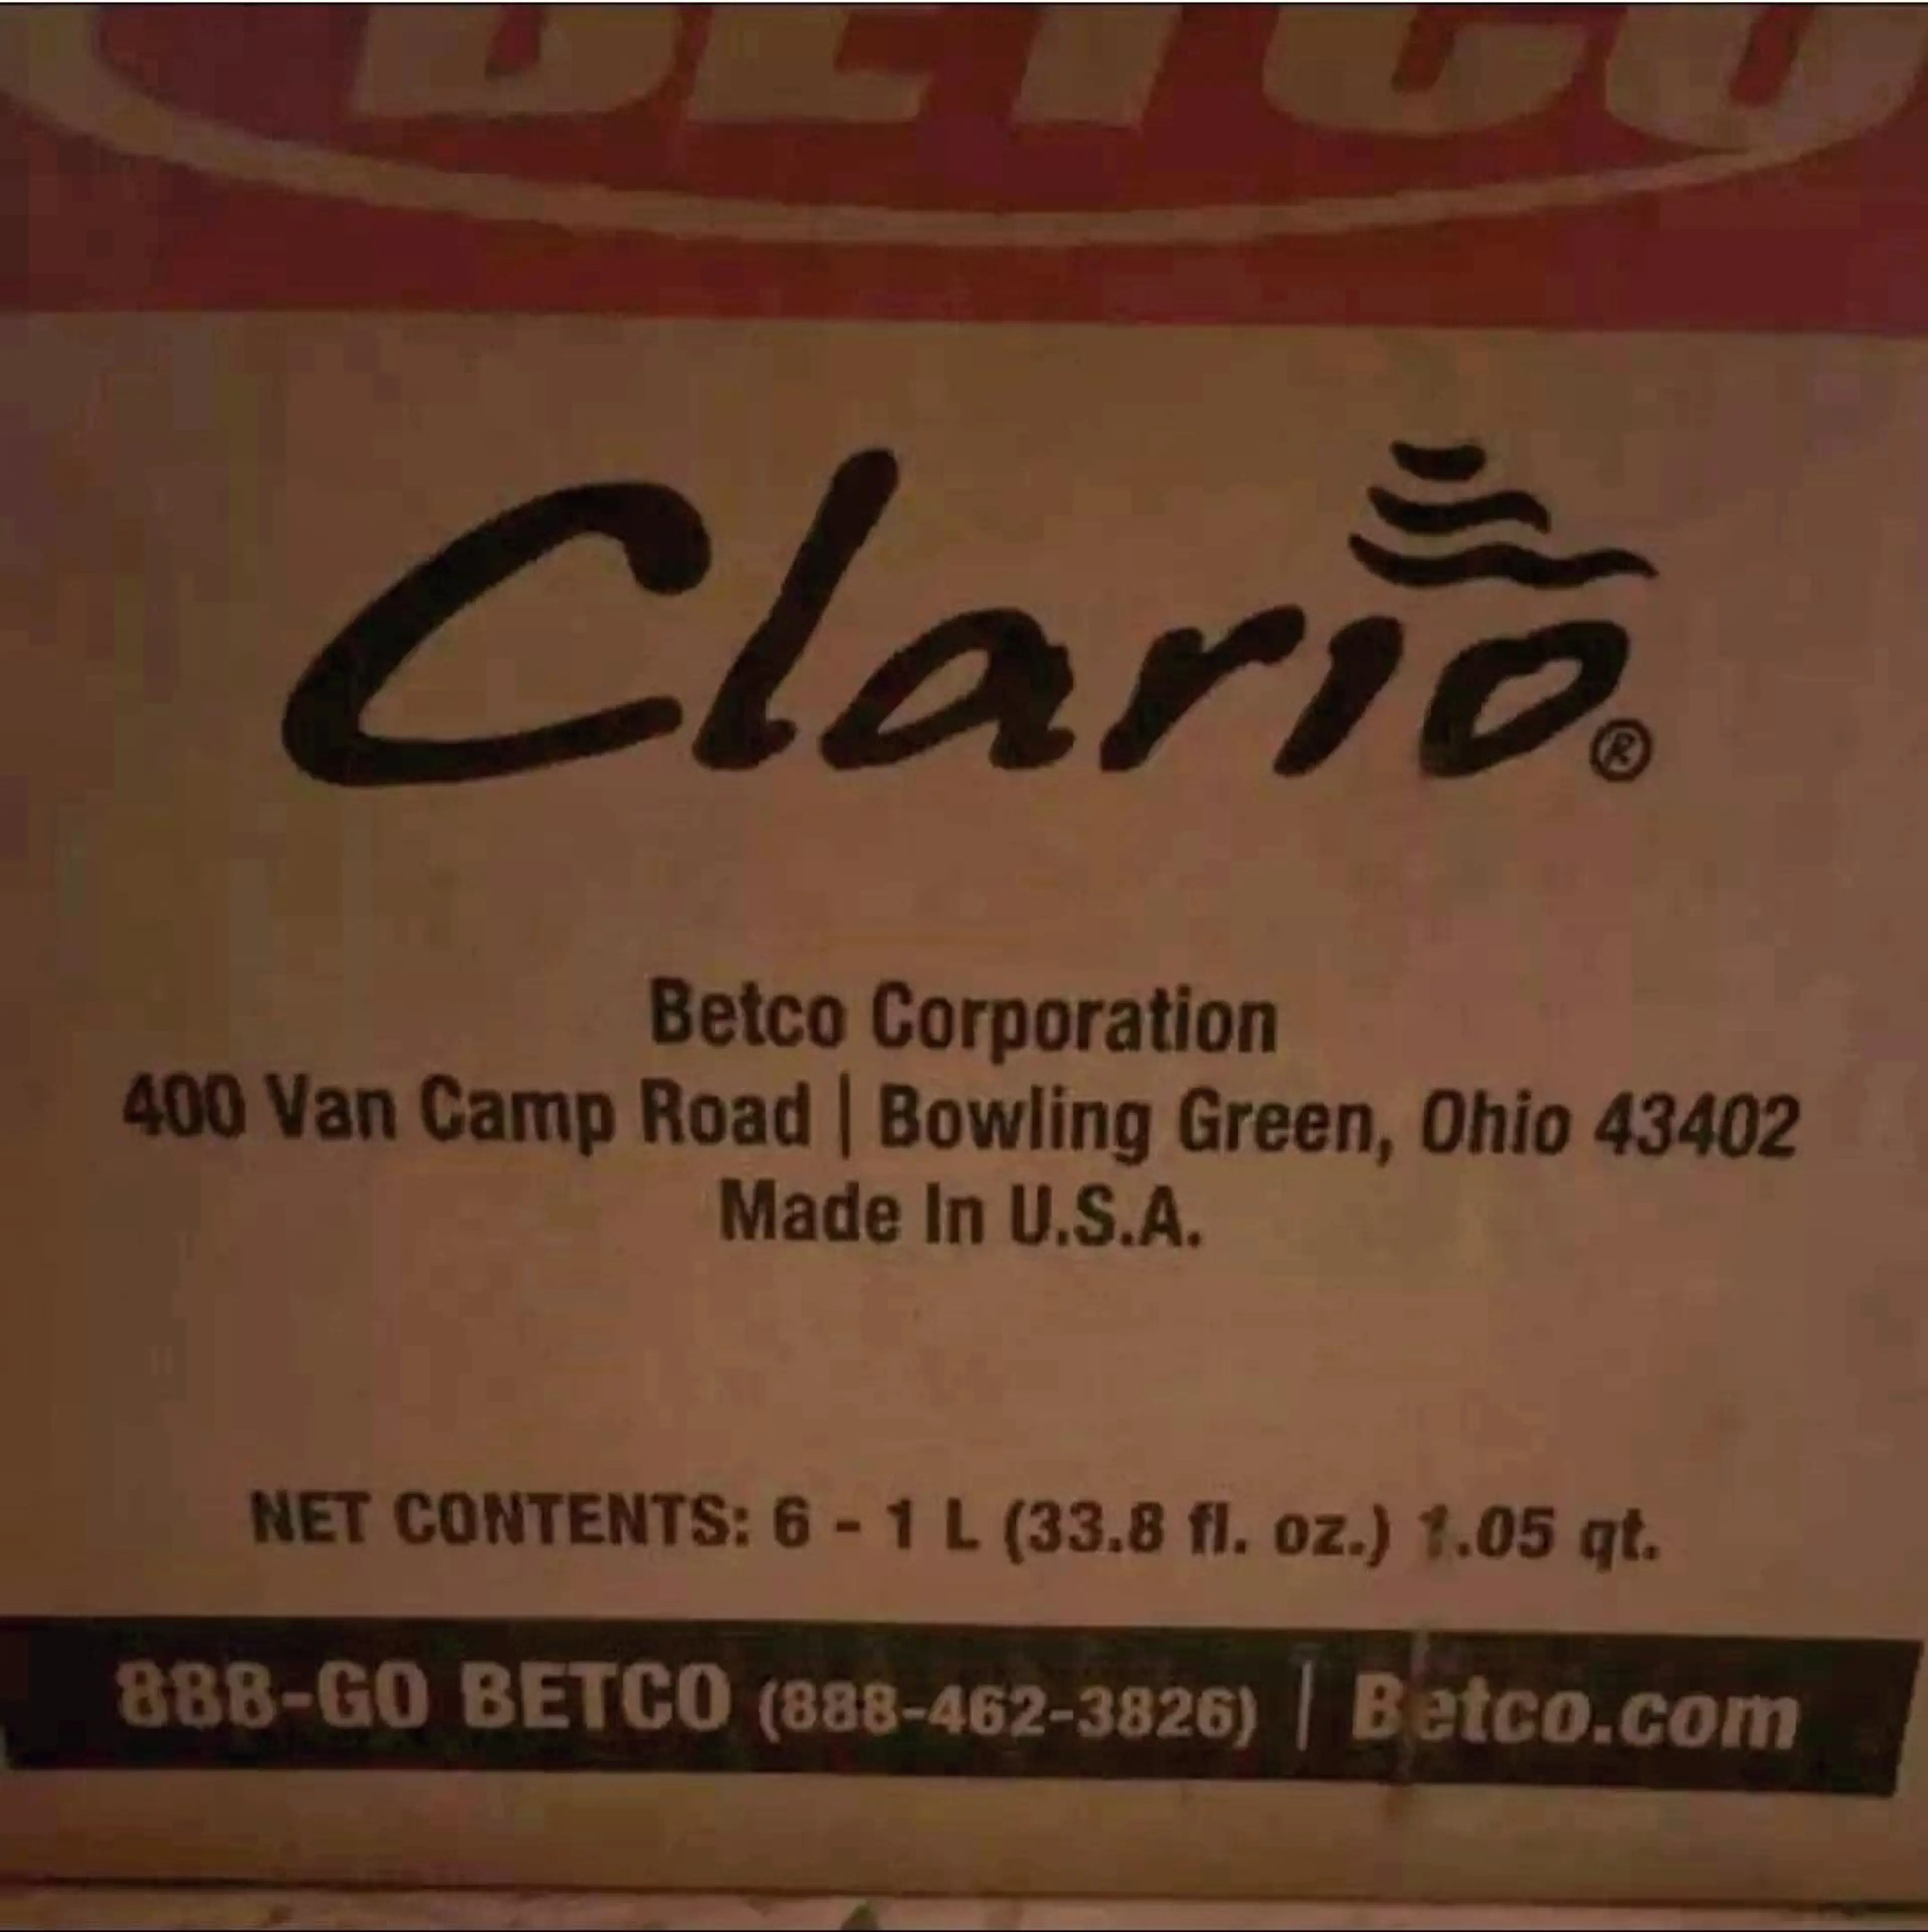 BETCO
Clario®
Betco Corporation
400 Van Camp Road | Bowling Green, Ohio 43402
Made In U.S.A.
NET CONTENTS: 6 - 1 L (33.8 fl. oz.) 1.05 qt.
888-GO BETCO (888-462-3826) | Betco.com